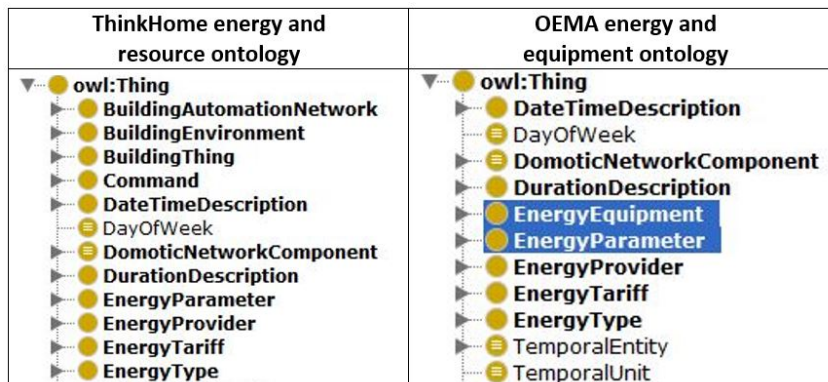 ThinkHome energy and
resource ontology
owl:Thing
BuildingAutomationNetwork
BuildingEnvironment
BuildingThing
Command
DateTimeDescription
DayOfWeek
DomoticNetworkComponent
DurationDescription
EnergyParameter
EnergyProvider
EnergyTariff
EnergyType
OEMA energy and
equipment ontology
owl:Thing
DateTimeDescription
DayOfWeek
DomoticNetworkComponent
DurationDescription
EnergyEquipment
EnergyParameter
EnergyProvider
EnergyTariff
EnergyType
TemporalEntity
TemporalUnit